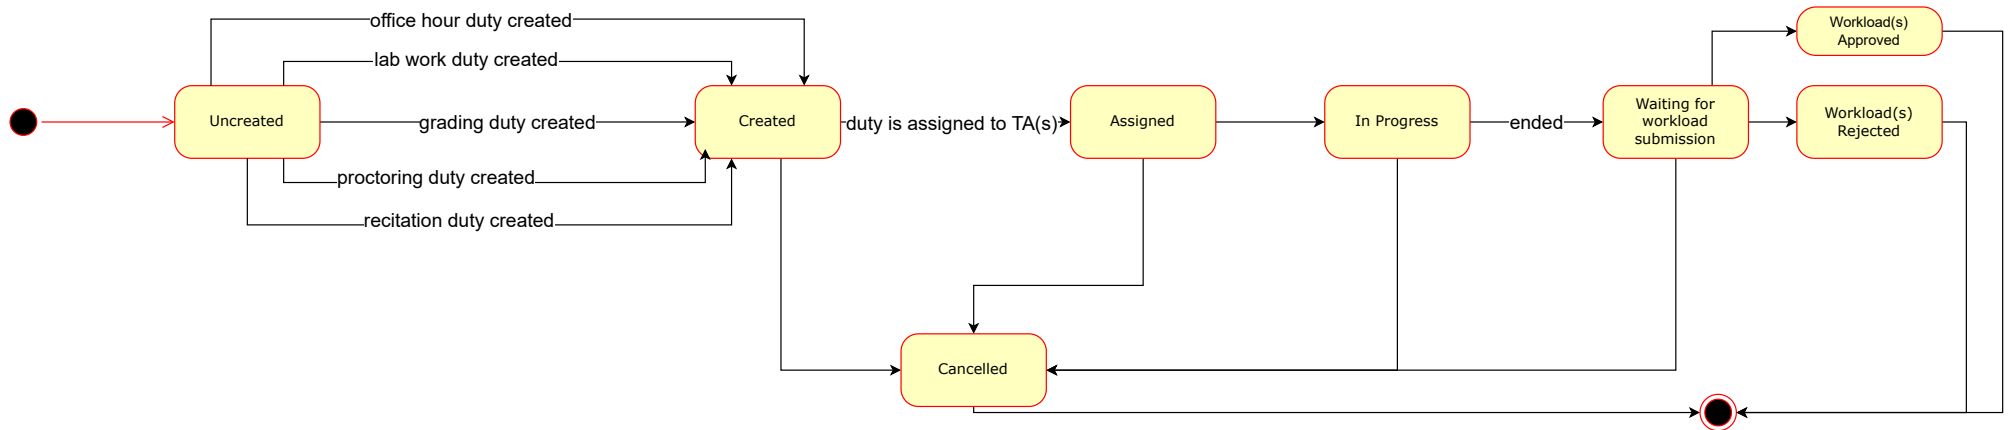 office hour duty created
lab work duty created
Uncreated
grading duty created
proctoring duty created
recitation duty created
Created
duty is assigned to TA(s)
Assigned
In Progress
ended
Waiting for
workload
submission
Workload(s)
Approved
Workload(s)
Rejected
Cancelled